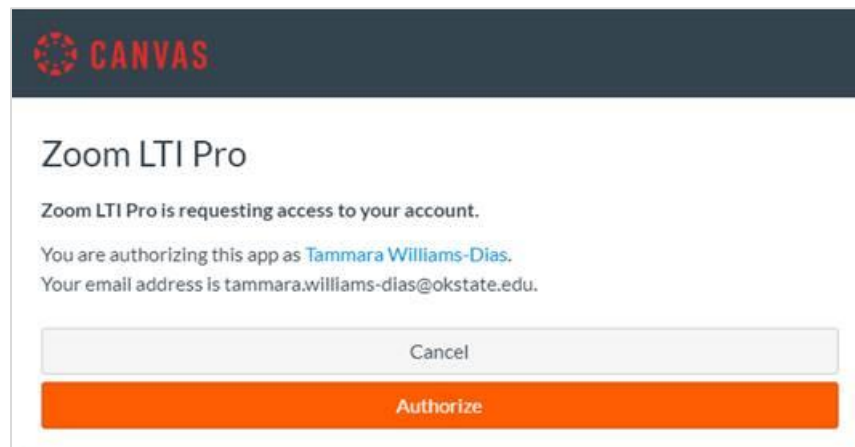 CANVAS
Zoom LTI Pro
Zoom LTI Pro is requesting access to your account.
You are authorizing this app as Tammara Williams-Dias.
Your email address is tammara.williams-dias@okstate.edu.
Cancel
Authorize